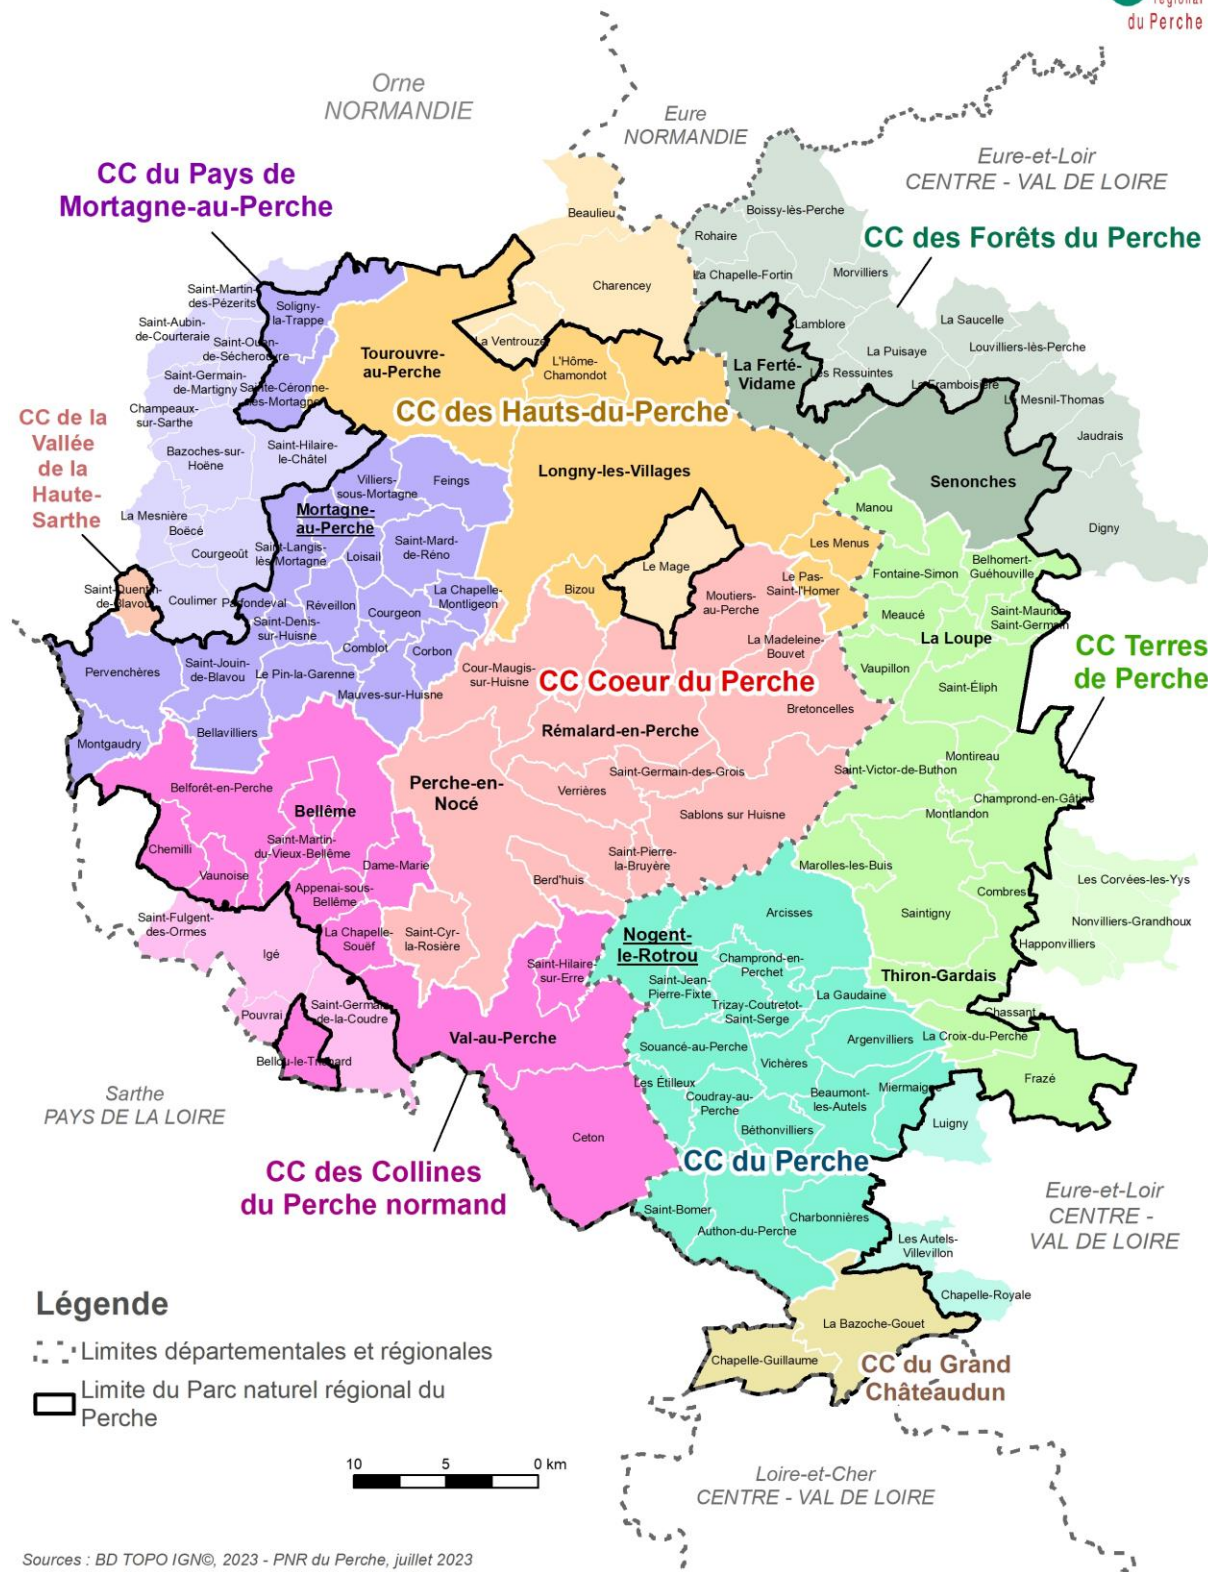 régional
du Perche
Orne
NORMANDIE
Eure
NORMANDIE
Eure-et-Loir
CENTRE - VAL DE LOIRE
CC du Pays de
Mortagne-au-Perche
CC des Forêts du Perche
Beaulieu
Boissy-lès-Perche
Rohaire
Charencey
La Chapelle-Fortin
Morvilliers
Saint-Martin-
des-Pézerits
Soligny-
la-Trappe
Saint-Aubin-
de-Courteraie
Saint-Ouen-
de-Sécherouvre
Saint-Germain-
de-Martigny
Sainte-Céronne-
lès-Mortagne
Champeaux-
sur-Sarthe
Tourouvre-
au-Perche
La Ventrouze
L'Hôme-
Chamondot
La Ferté-
Vidame
Lamblore
La Saucelle
La Puisaye
Louvilliers-lès-Perche
Les Ressuintes
La Framboisière
Le Mesnil-Thomas
Jaudrais
CC des Hauts-du-Perche
CC de la
Vallée
de la
Haute-
Sarthe
Bazoches-sur-
Hoëne
Saint-Hilaire-
le-Châtel
Villiers-
sous-Mortagne
Feings
Longny-les-Villages
Senonches
Digny
La Mesnière
Boëcé
Mortagne-
au-Perche
Courgeoût
Saint-Langis-
lès-Mortagne
Loisail
Saint-Mard-
de-Réno
Manou
Les Menus
Le Mage
Saint-Quentin-
de-Blavou
Coulimer
Parfondeval
Réveillon
Courgeon
La Chapelle-
Montligeon
Bizou
Moutiers-
au-Perche
Le Pas-
Saint-l'Homer
Fontaine-Simon
Belhomert-
Guéhouville
Saint-Denis-
sur-Huisne
Comblot
Corbon
Meaucé
Saint-Maurice-
Saint-Germain
La Loupe
Pervenchères
Saint-Jouin-
de-Blavou
Le Pin-la-Garenne
Mauves-sur-Huisne
Cour-Maugis-
sur-Huisne
La Madeleine-
Bouvet
Vaupillon
Saint-Éliph
CC Coeur du Perche
CC Terres
de Perche
Bretoncelles
Montgaudry
Bellavilliers
Rémalard-en-Perche
Montireau
Belforêt-en-Perche
Perche-en-
Nocé
Saint-Germain-des-Grois
Verrières
Saint-Victor-de-Buthon
Champrond-en-Gâtine
Montlandon
Bellême
Sablons sur Huisne
Chemilli
Saint-Martin-
du-Vieux-Bellême
Vaunoise
Dame-Marie
Saint-Pierre-
la-Bruyère
Marolles-les-Buis
Combres
Les Corvées-les-Yys
Appenai-sous-
Bellême
Berd'huis
Arcisses
Saintigny
Nonvilliers-Grandhoux
Saint-Fulgent-
des-Ormes
La Chapelle-
Souëf
Saint-Cyr-
la-Rosière
Nogent-
le-Rotrou
Happonvilliers
Igé
Saint-Hilaire-
sur-Erre
Champrond-en-
Perchet
Thiron-Gardais
Saint-Jean-
Pierre-Fixte
La Gaudaine
Pouvrai
Saint-Germain-
de-la-Coudre
Trizay-Coutretot-
Saint-Serge
Chassant
Val-au-Perche
Souancé-au-Perche
Argenvilliers
La Croix-du-Perche
Bellou-le-Trichard
Vichères
Frazé
Les Étilleux
Coudray-au-
Perche
Beaumont-
les-Autels
Miermaigne
Sarthe
PAYS DE LA LOIRE
Béthonvilliers
Luigny
Ceton
CC du Perche
CC des Collines
du Perche normand
Saint-Bomer
Authon-du-Perche
Charbonnières
Eure-et-Loir
CENTRE -
VAL DE LOIRE
Les Autels-
Villevillon
Chapelle-Royale
Légende
La Bazoche-Gouet
Limites départementales et régionales
Chapelle-Guillaume
CC du Grand
Châteaudun
Limite du Parc naturel régional du
Perche
10 5 0 km
Loire-et-Cher
CENTRE - VAL DE LOIRE
Sources : BD TOPO IGN©, 2023 - PNR du Perche, juillet 2023